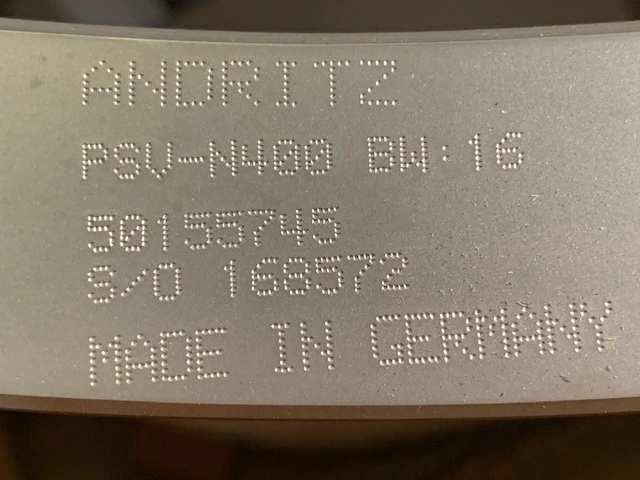 ANDRITZ
PSV-N400 BW:16
50155745
S/O 168572
MADE IN GERMANY